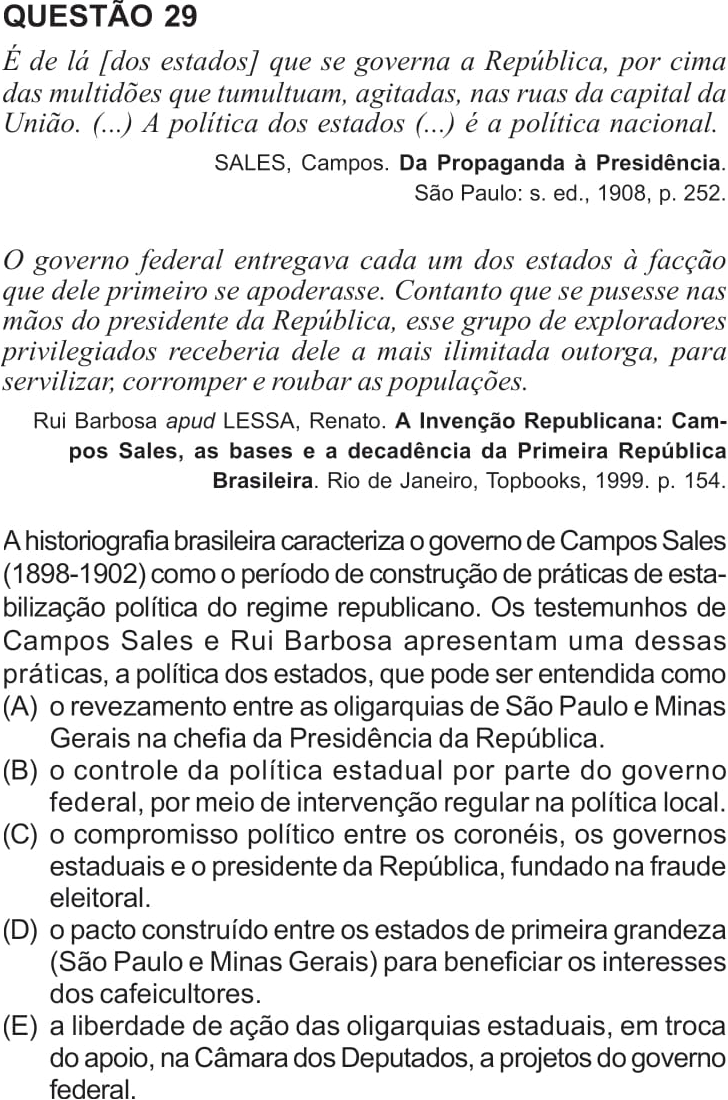 QUESTÃO 29
É de lá [dos estados] que se governa a República, por cima
das multidões que tumultuam, agitadas, nas ruas da capital da
União. (...) A política dos estados (...) é a política nacional.
SALES, Campos. Da Propaganda à Presidência.
São Paulo: s. ed., 1908, p. 252.
O governo federal entregava cada um dos estados à facção
que dele primeiro se apoderasse. Contanto que se pusesse nas
mãos do presidente da República, esse grupo de exploradores
privilegiados receberia dele a mais ilimitada outorga, para
servilizar, corromper e roubar as populações.
Rui Barbosa apud LESSA, Renato. A Invenção Republicana: Cam-
pos Sales, as bases e a decadência da Primeira República
Brasileira. Rio de Janeiro, Topbooks, 1999. p. 154.
A historiografia brasileira caracteriza o governo de Campos Sales
(1898-1902) como o período de construção de práticas de esta-
bilização política do regime republicano. Os testemunhos de
Campos Sales e Rui Barbosa apresentam uma dessas
práticas, a política dos estados, que pode ser entendida como
(A) o revezamento entre as oligarquias de São Paulo e Minas
Gerais na chefia da Presidência da República.
(B) o controle da política estadual por parte do governo
federal, por meio de intervenção regular na política local.
(C) o compromisso político entre os coronéis, os governos
estaduais e o presidente da República, fundado na fraude
eleitoral.
(D) o pacto construído entre os estados de primeira grandeza
(São Paulo e Minas Gerais) para beneficiar os interesses
dos cafeicultores.
(E) a liberdade de ação das oligarquias estaduais, em troca
do apoio, na Câmara dos Deputados, a projetos do governo
federal.